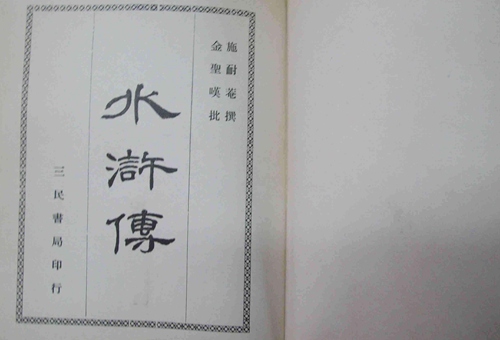 施耐菴撰
金聖嘆批
水滸傳
三民書局印行